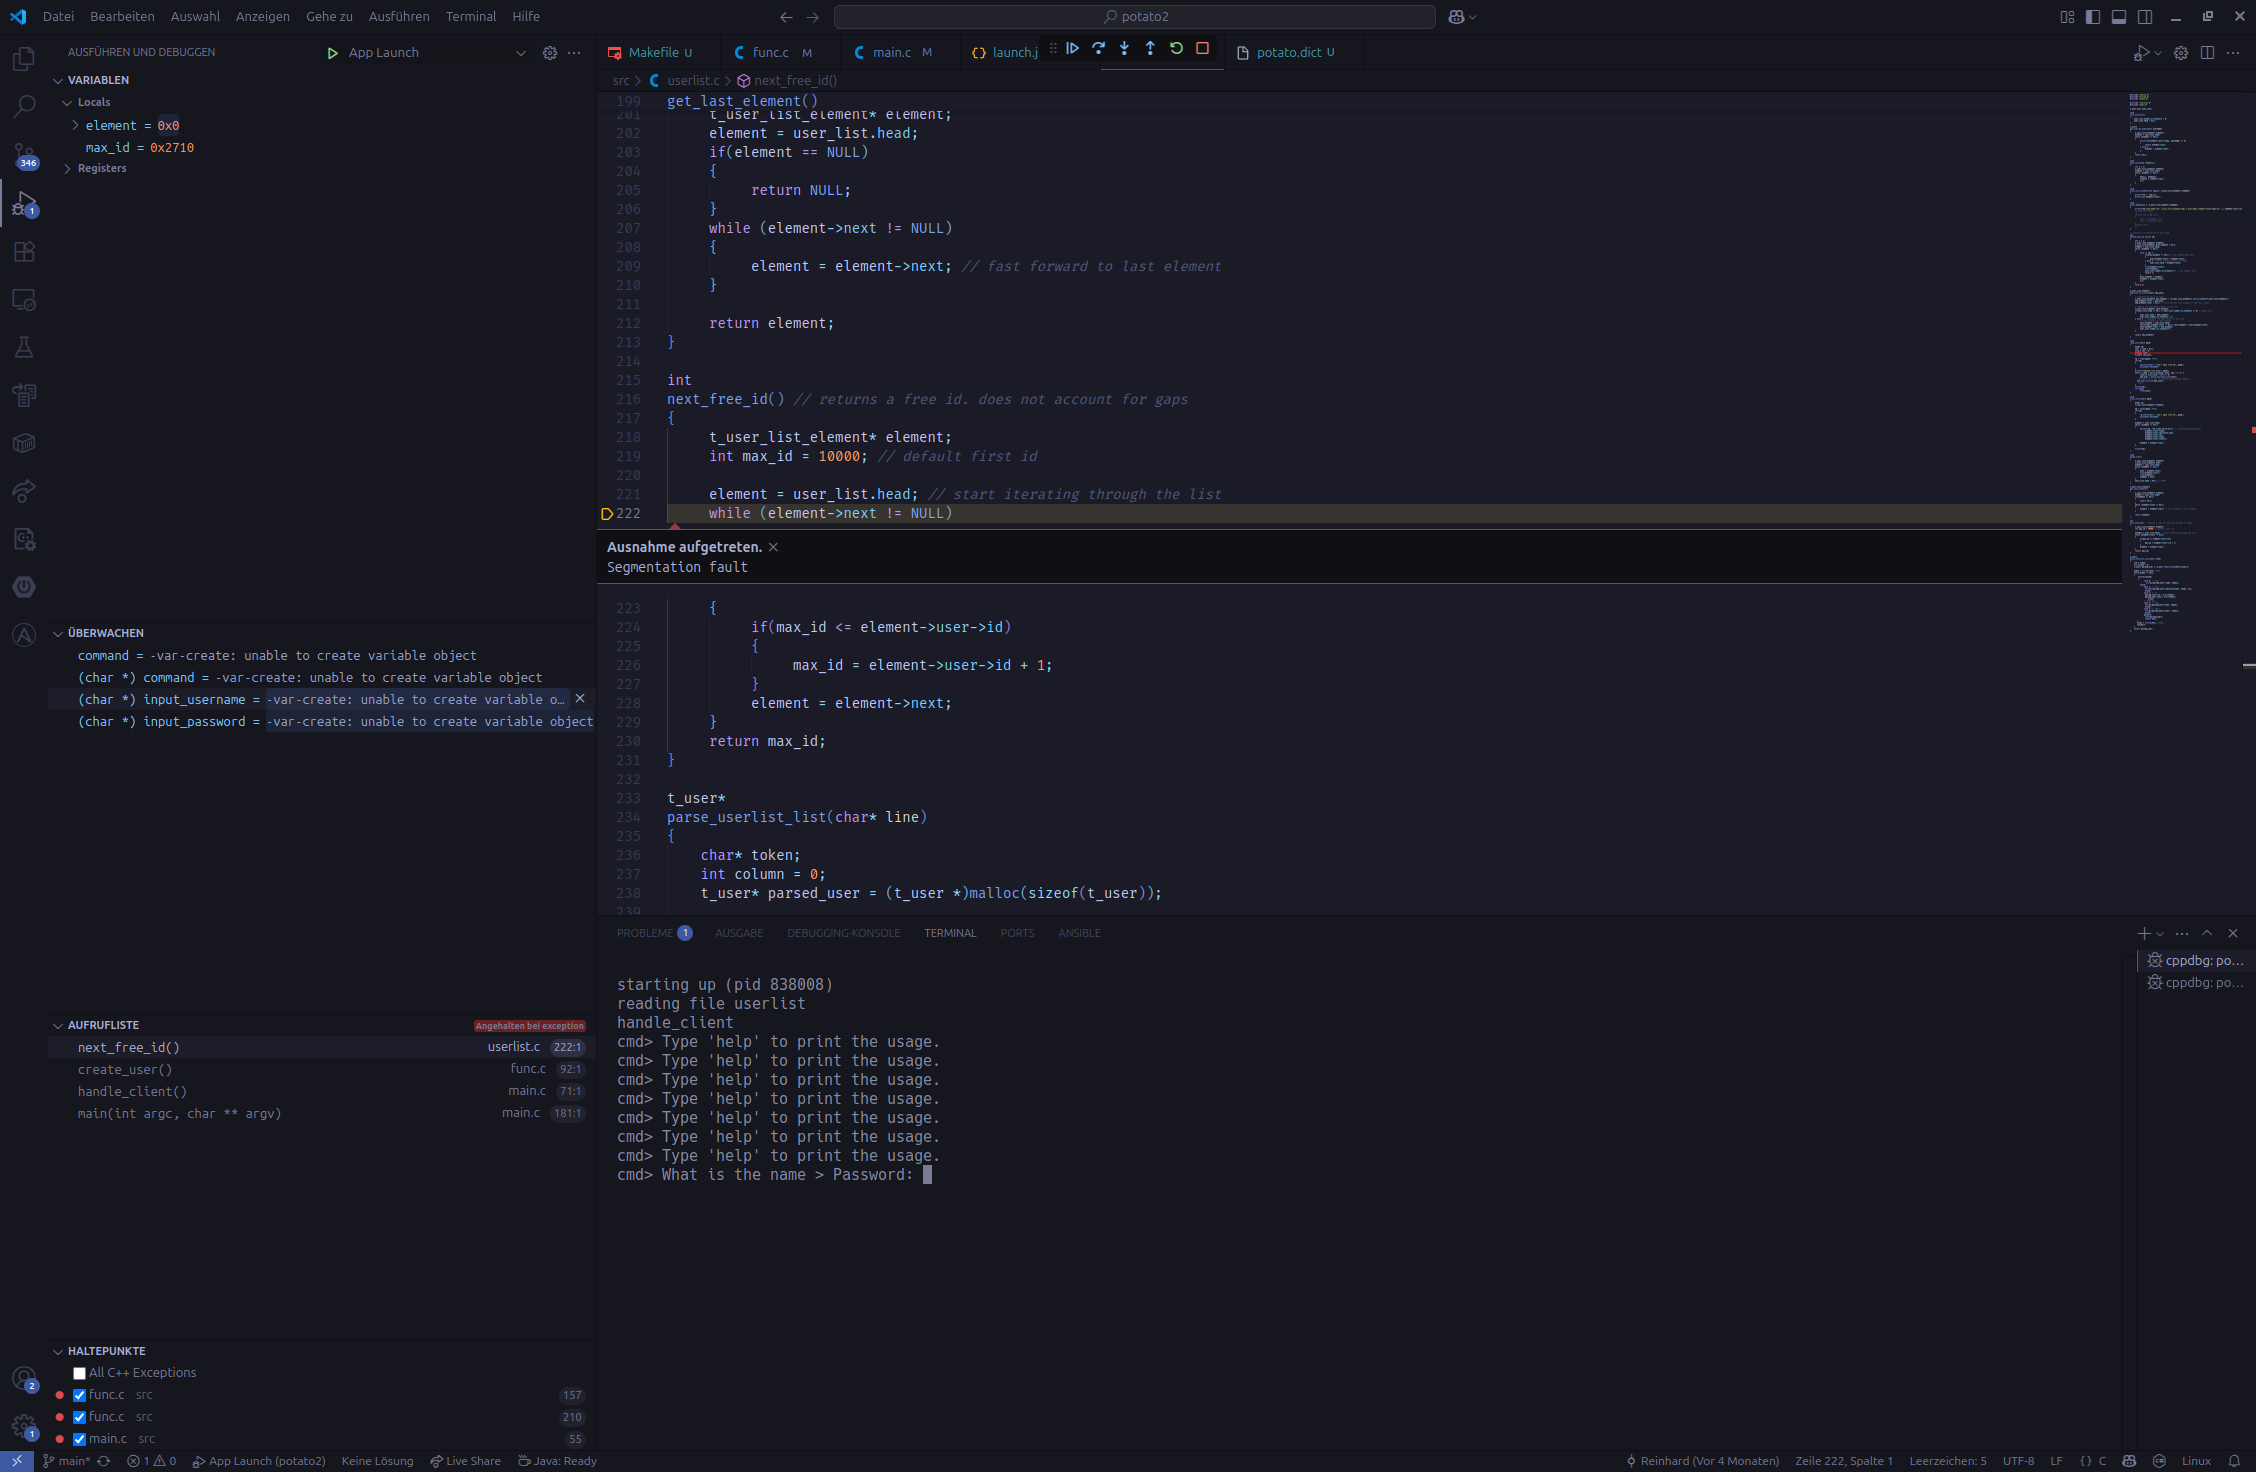 Datei Bearbeiten Auswahl Anzeigen Gehe zu Ausführen Terminal Hilfe
potato2
AUSFÜHREN UND DEBUGGEN
App Launch
VARIABLEN
Locals
element = 0x0
max_id = 0x2710
Registers
346
1
ÜBERWACHEN
command = -var-create: unable to create variable object
(char *) command = -var-create: unable to create variable object
(char *) input_username = -var-create: unable to create variable o…
(char *) input_password = -var-create: unable to create variable object
AUFRUFLISTE Angehalten bei exception
next_free_id() userlist.c 222:1
create_user() func.c 92:1
handle_client() main.c 71:1
main(int argc, char ** argv) main.c 181:1
HALTEPUNKTE
All C++ Exceptions
func.c src 157
func.c src 210
main.c src 55
2
1
Makefile U func.c M main.c M launch.j potato.dict U
src > userlist.c > next_free_id()
199 get_last_element()
201 t_user_list_element* element;
202 element = user_list.head;
203 if(element == NULL)
204 {
205 return NULL;
206 }
207 while (element->next != NULL)
208 {
209 element = element->next; // fast forward to last element
210 }
211
212 return element;
213 }
214
215 int
216 next_free_id() // returns a free id. does not account for gaps
217 {
218 t_user_list_element* element;
219 int max_id = 10000; // default first id
220
221 element = user_list.head; // start iterating through the list
222 while (element->next != NULL)
Ausnahme aufgetreten.
Segmentation fault
223 {
224 if(max_id <= element->user->id)
225 {
226 max_id = element->user->id + 1;
227 }
228 element = element->next;
229 }
230 return max_id;
231 }
232
233 t_user*
234 parse_userlist_list(char* line)
235 {
236 char* token;
237 int column = 0;
238 t_user* parsed_user = (t_user *)malloc(sizeof(t_user));
239
PROBLEME 1 AUSGABE DEBUGGING-KONSOLE TERMINAL PORTS ANSIBLE
cppdbg: po…
cppdbg: po…
starting up (pid 838008)
reading file userlist
handle_client
cmd> Type 'help' to print the usage.
cmd> Type 'help' to print the usage.
cmd> Type 'help' to print the usage.
cmd> Type 'help' to print the usage.
cmd> Type 'help' to print the usage.
cmd> Type 'help' to print the usage.
cmd> Type 'help' to print the usage.
cmd> What is the name > Password:
main* 1 0 App Launch (potato2) Keine Lösung Live Share Java: Ready Reinhard (Vor 4 Monaten) Zeile 222, Spalte 1 Leerzeichen: 5 UTF-8 LF {} C Linux